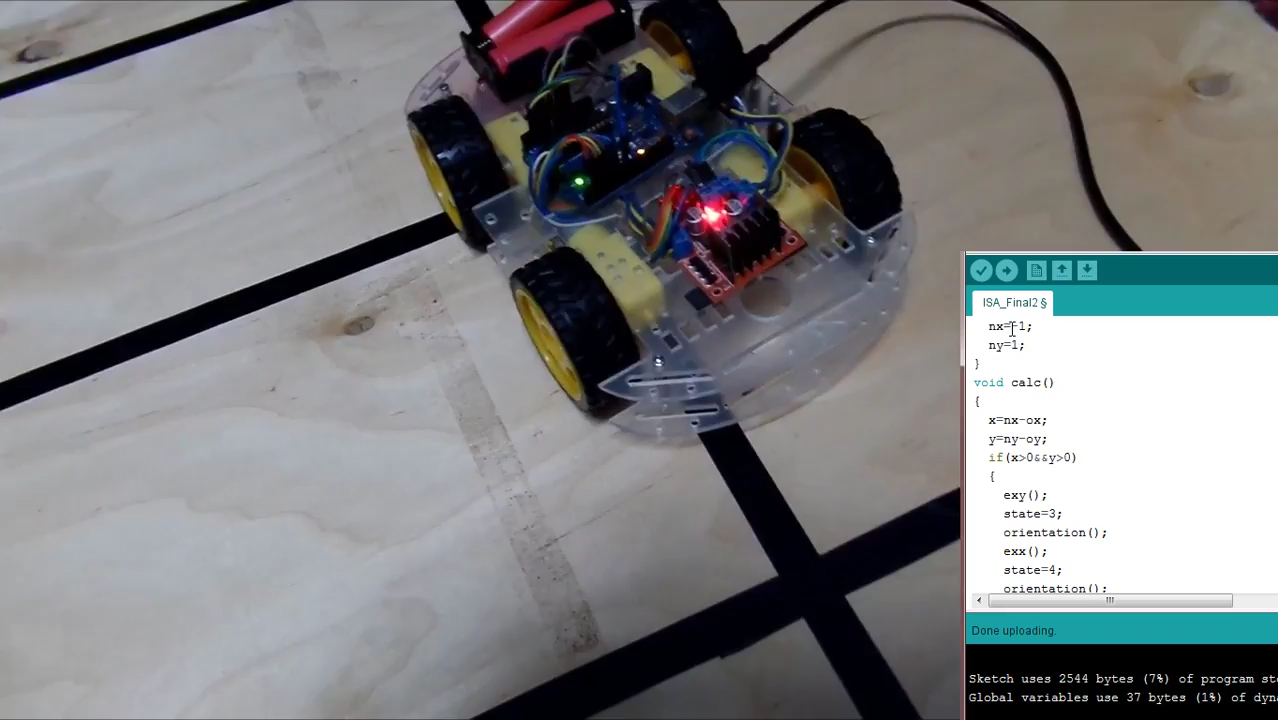 ISA_Final2 §
nx=-1;
ny=1;
}
void calc()
{
x=nx-ox;
y=ny-oy;
if(x>0&&y>0)
{
exy();
state=3;
orientation();
exx();
state=4;
orientation();
Done uploading.
Sketch uses 2544 bytes (7%) of program sto
Global variables use 37 bytes (1%) of dyna